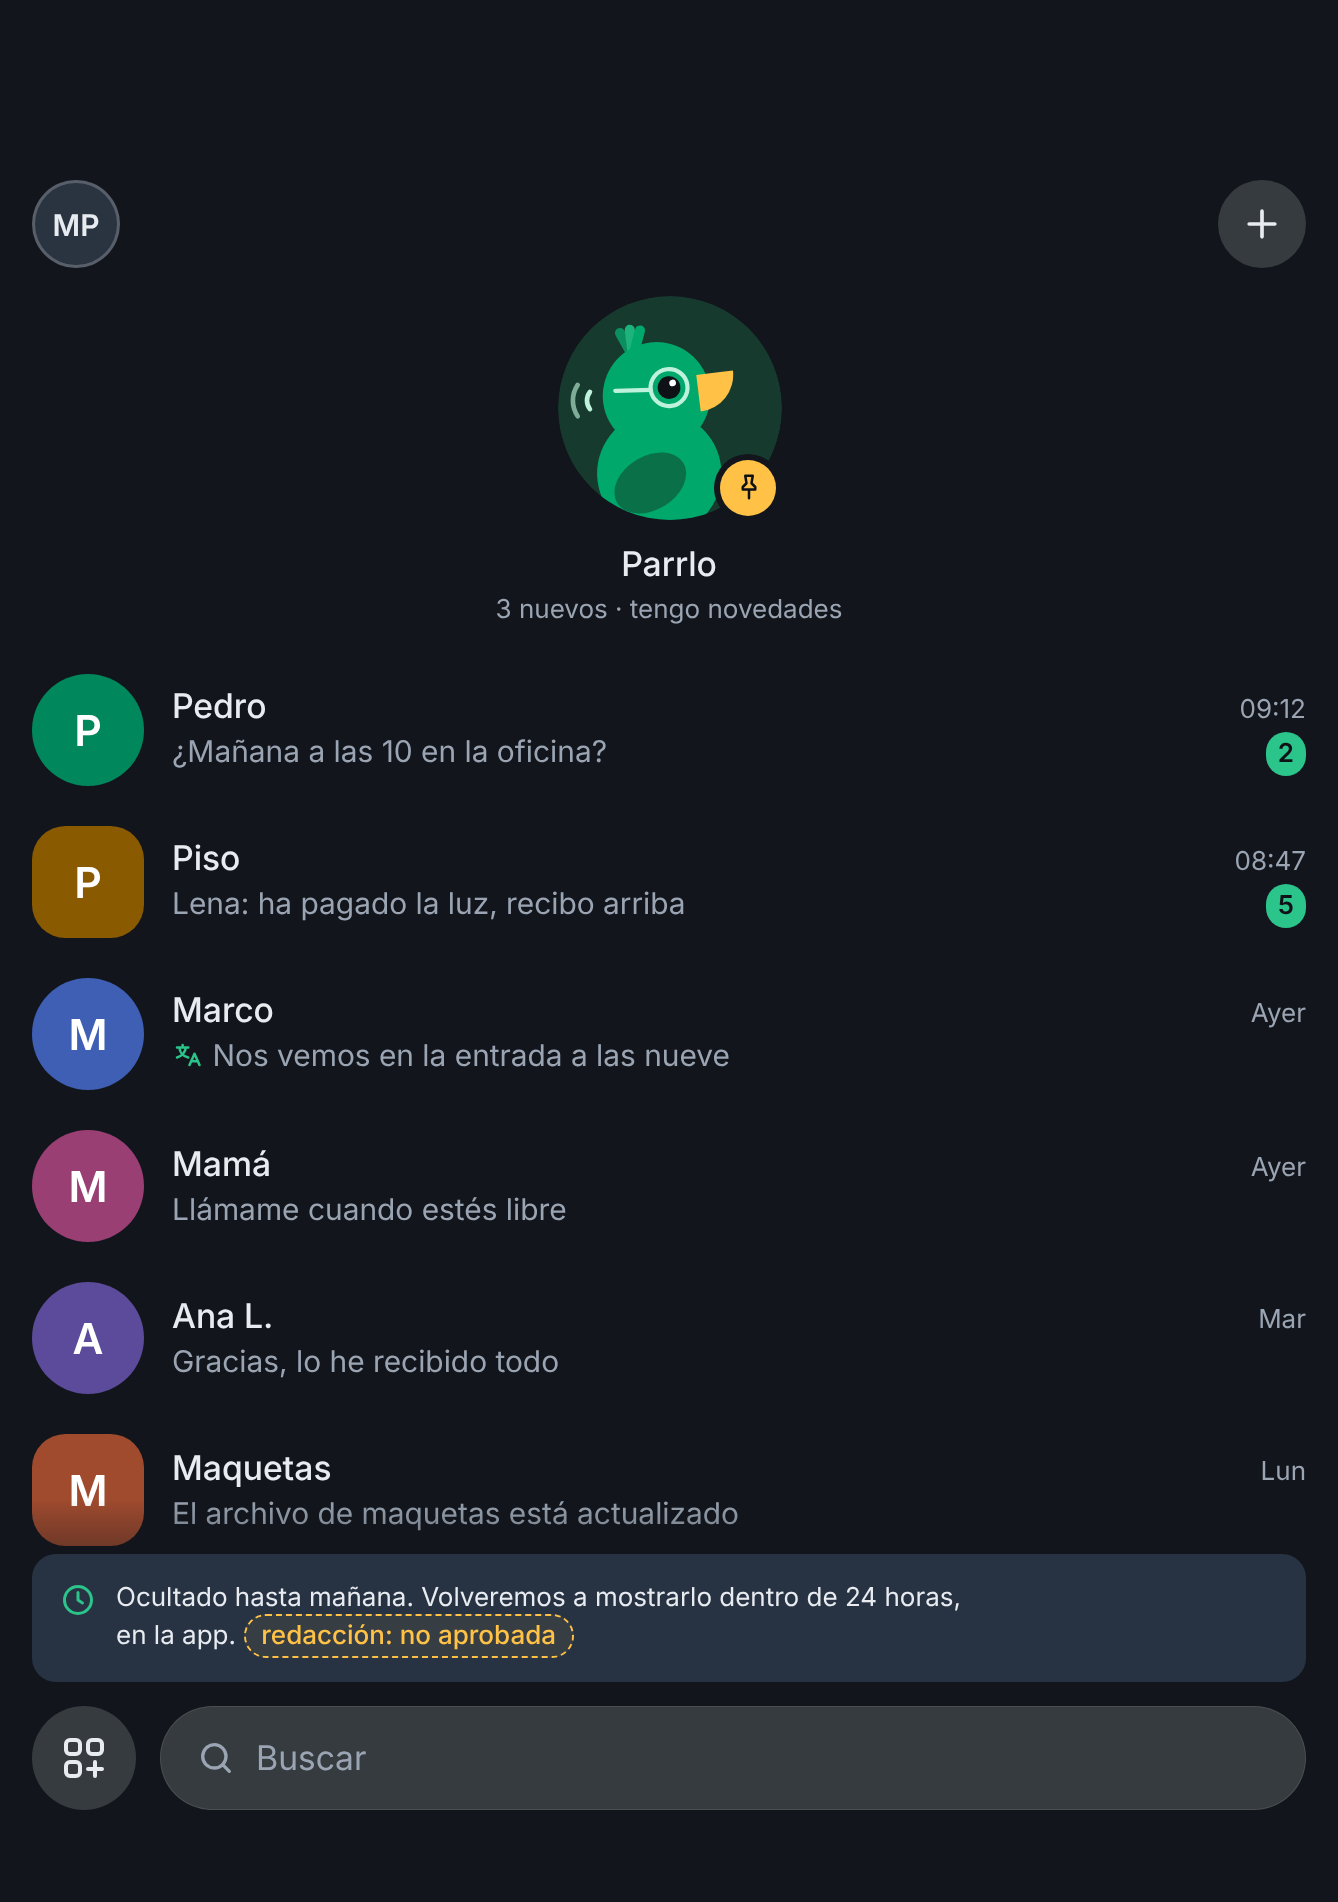 MP
Parrlo
3 nuevos · tengo novedades
P
Pedro
09:12
¿Mañana a las 10 en la oficina?
2
P
Piso
08:47
Lena: ha pagado la luz, recibo arriba
5
M
Marco
Ayer
Nos vemos en la entrada a las nueve
M
Mamá
Ayer
Llámame cuando estés libre
A
Ana L.
Mar
Gracias, lo he recibido todo
M
Maquetas
Lun
El archivo de maquetas está actualizado
Ocultado hasta mañana. Volveremos a mostrarlo dentro de 24 horas,
en la app. redacción: no aprobada
Buscar